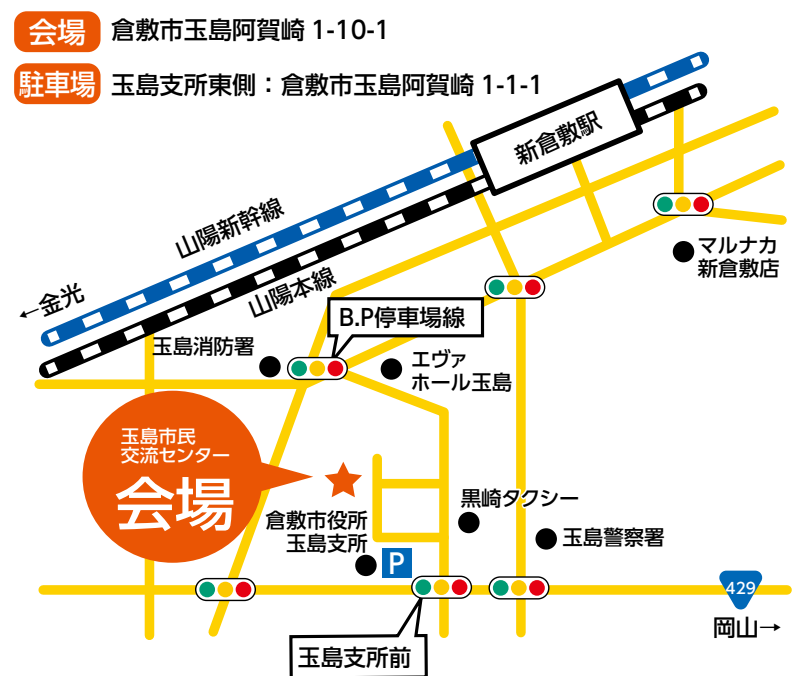 会場 倉敷市玉島阿賀崎 1-10-1
駐車場 玉島支所東側：倉敷市玉島阿賀崎 1-1-1
新倉敷駅
山陽新幹線
山陽本線
←金光
マルナカ
新倉敷店
B.P停車場線
玉島消防署
エヴァ
ホール玉島
玉島市民
交流センター
会場
倉敷市役所
玉島支所
P
黒崎タクシー
玉島警察署
429
岡山→
玉島支所前